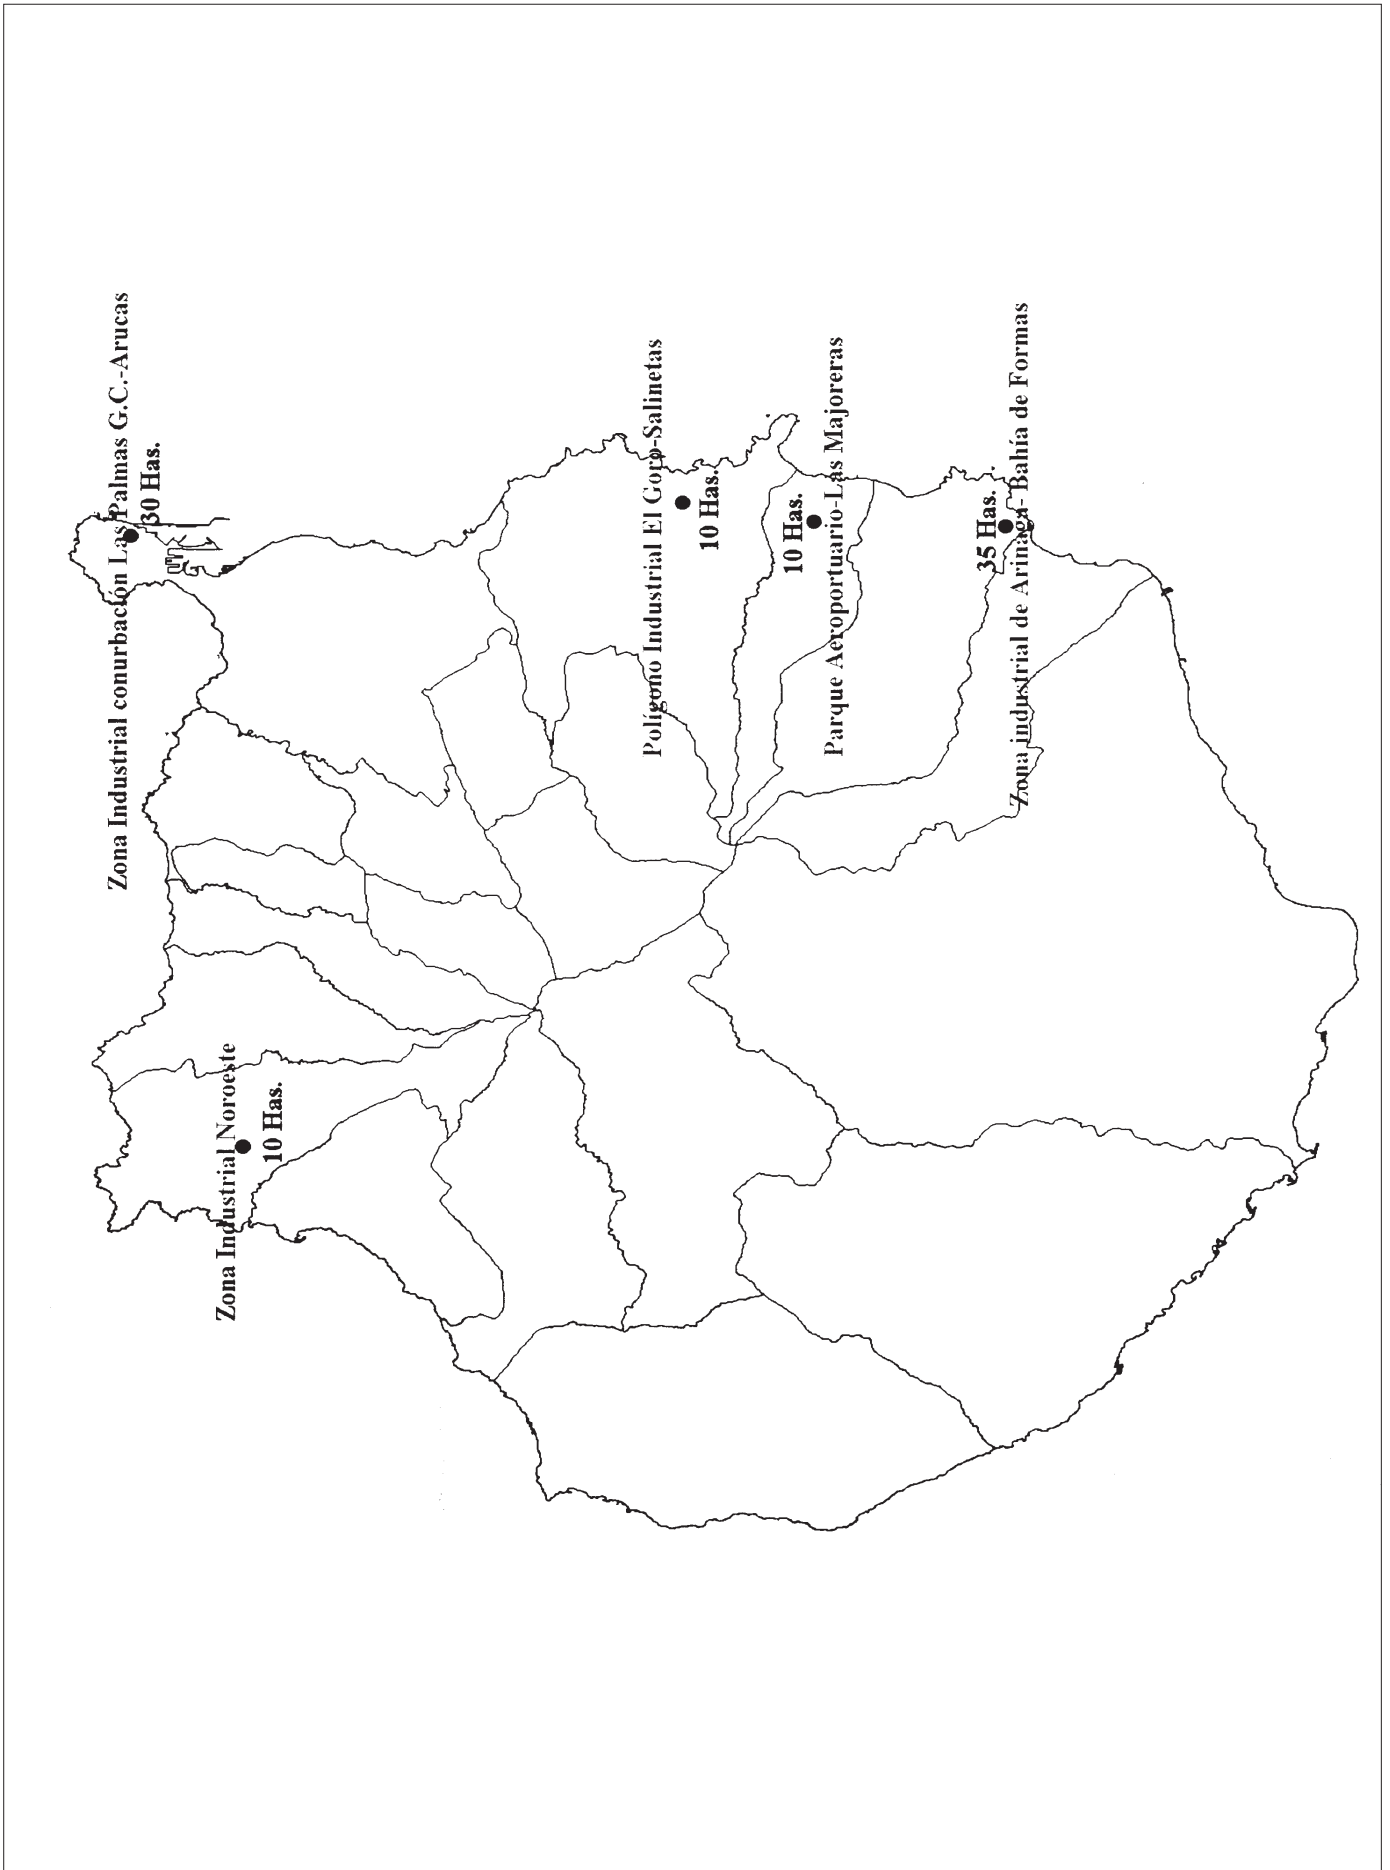 Zona Industrial conurbación Las Palmas G.C.-Arucas
30 Has.
Zona Industrial Noroeste
10 Has.
Polígono Industrial El Goro-Salinetas
10 Has.
10 Has.
Parque Aeroportuario-Las Majoreras
35 Has.
Zona industrial de Arinaga- Bahía de Formas